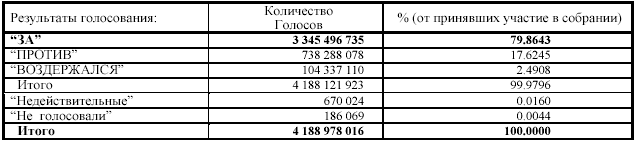 Результаты голосования: Количество Голосов % (от принявших участие в собрании)
“ЗА” 3 345 496 735 79.8643
“ПРОТИВ” 738 288 078 17.6245
“ВОЗДЕРЖАЛСЯ” 104 337 110 2.4908
Итого 4 188 121 923 99.9796
“Недействительные” 670 024 0.0160
“Не голосовали” 186 069 0.0044
Итого 4 188 978 016 100.0000